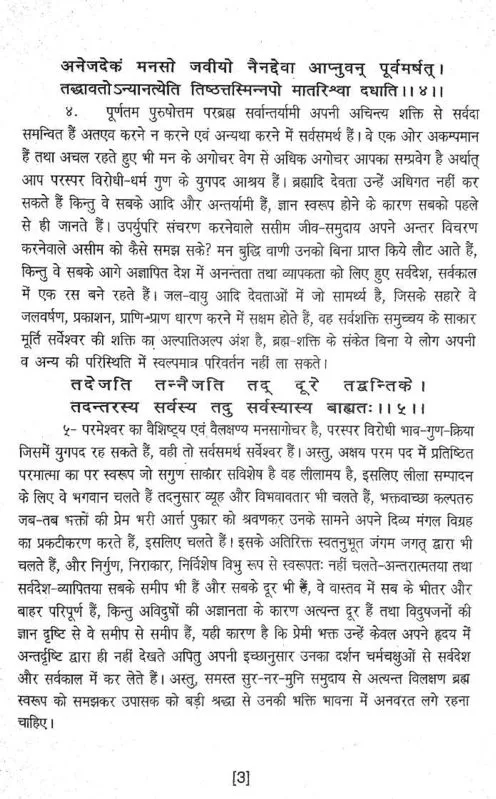 अनेजदेकं मनसो जवीयो नैनद्देवा आप्नुवन् पूर्वमर्षत्।
तद्धावतोऽन्यानत्येति तिष्ठत्तस्मिन्नपो मातरिश्वा दधाति।।४।।
४. पूर्णतम पुरुषोत्तम परब्रह्म सर्वान्तर्यामी अपनी अचिन्त्य शक्ति से सर्वदा
समन्वित हैं अतएव करने न करने एवं अन्यथा करने में सर्वसमर्थ हैं। वे एक ओर अकम्पमान
हैं तथा अचल रहते हुए भी मन के अगोचर वेग से अधिक अगोचर आपका सम्प्रवेग है अर्थात्
आप परस्पर विरोधी-धर्म गुण के युगपद आश्रय हैं। ब्रह्मादि देवता उन्हें अधिगत नहीं कर
सकते हैं किन्तु वे सबके आदि और अन्तर्यामी हैं, ज्ञान स्वरूप होने के कारण सबको पहले
से ही जानते हैं। उपर्युपरि संचरण करनेवाले ससीम जीव-समुदाय अपने अन्तर विचरण
करनेवाले असीम को कैसे समझ सके? मन बुद्धि वाणी उनको बिना प्राप्त किये लौट आते हैं,
किन्तु वे सबके आगे अज्ञापित देश में अनन्तता तथा व्यापकता को लिए हुए सर्वदेश, सर्वकाल
में एक रस बने रहते हैं। जल-वायु आदि देवताओं में जो सामर्थ्य है, जिसके सहारे वे
जलवर्षण, प्रकाशन, प्राणि-प्राण धारण करने में सक्षम होते हैं, वह सर्वशक्ति समुच्चय के साकार
मूर्ति सर्वेश्वर की शक्ति का अल्पातिअल्प अंश है, ब्रह्म-शक्ति के संकेत बिना ये लोग अपनी
व अन्य की परिस्थिति में स्वल्पमात्र परिवर्तन नहीं ला सकते।
तदेजति तन्नैजति तद् दूरे तद्वन्तिके।
तदन्तरस्य सर्वस्य तदु सर्वस्यास्य बाह्यतः।।५।।
५- परमेश्वर का वैशिष्ट्य एवं वैलक्षण्य मनसागोचर है, परस्पर विरोधी भाव-गुण-क्रिया
जिसमें युगपद रह सकते हैं, वही तो सर्वसमर्थ सर्वेश्वर हैं। अस्तु, अक्षय परम पद में प्रतिष्ठित
परमात्मा का पर स्वरूप जो सगुण साकार सविशेष है वह लीलामय है, इसलिए लीला सम्पादन
के लिए वे भगवान चलते हैं तदनुसार व्यूह और विभवावतार भी चलते हैं, भक्तवाच्छा कल्पतरु
जब-तब भक्तों की प्रेम भरी आर्त्त पुकार को श्रवणकर उनके सामने अपने दिव्य मंगल विग्रह
का प्रकटीकरण करते हैं, इसलिए चलते हैं। इसके अतिरिक्त स्वतनुभूत जंगम जगत् द्वारा भी
चलते हैं, और निर्गुण, निराकार, निर्विशेष विभु रूप से स्वरूपतः नहीं चलते-अन्तरात्मतया तथा
सर्वदेश-व्यापितया सबके समीप भी हैं और सबके दूर भी हैं, वे वास्तव में सब के भीतर और
बाहर परिपूर्ण हैं, किन्तु अविदुषों की अज्ञानता के कारण अत्यन्त दूर हैं तथा विदुषजनों की
ज्ञान दृष्टि से वे समीप से समीप हैं, यही कारण है कि प्रेमी भक्त उन्हें केवल अपने हृदय में
अन्तर्दृष्टि द्वारा ही नहीं देखते अपितु अपनी इच्छानुसार उनका दर्शन चर्मचक्षुओं से सर्वदेश
और सर्वकाल में कर लेते हैं। अस्तु, समस्त सुर-नर-मुनि समुदाय से अत्यन्त विलक्षण ब्रह्म
स्वरूप को समझकर उपासक को बड़ी श्रद्धा से उनकी भक्ति भावना में अनवरत लगे रहना
चाहिए।
[3]